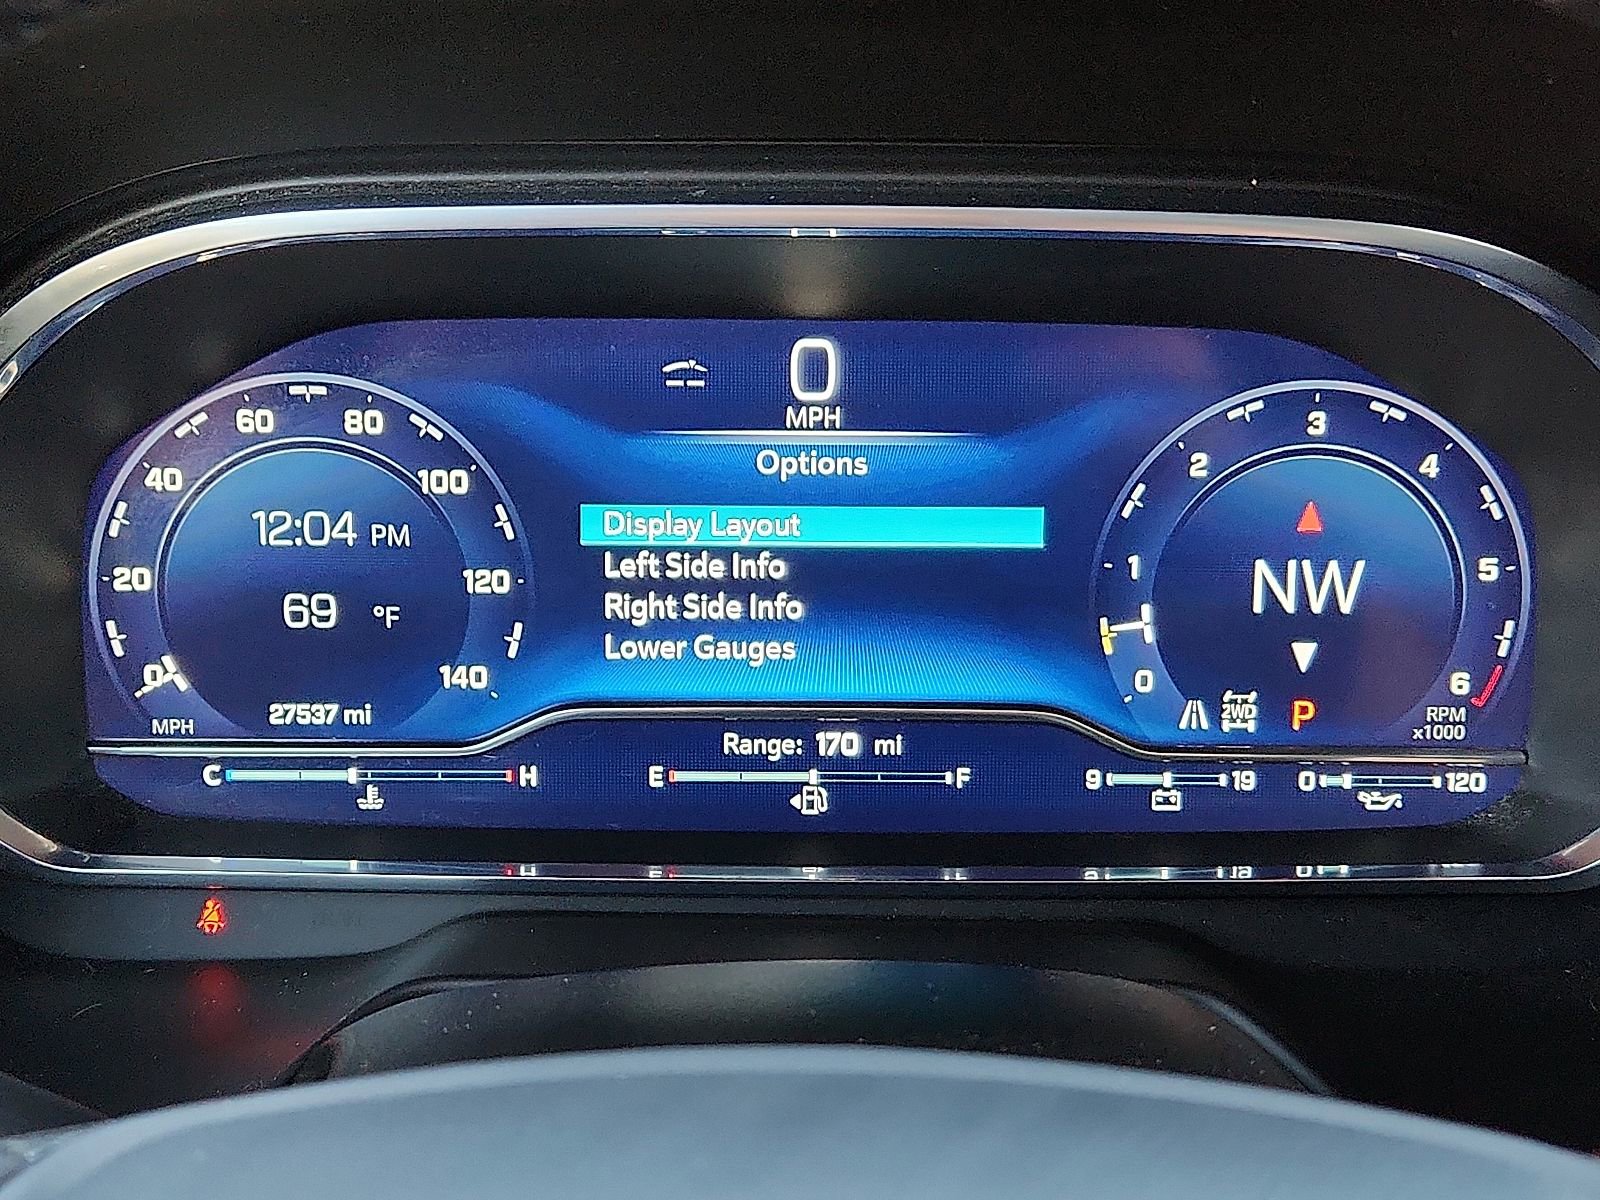 0
MPH
Options
Display Layout
Left Side Info
Right Side Info
Lower Gauges
0 20 40 60 80 100 120 140
MPH
12:04 PM
69 °F
27537 mi
0 1 2 3 4 5 6
RPM
x1000
NW
2WD
P
Range: 170 mi
C H
E F
9 19
0 120